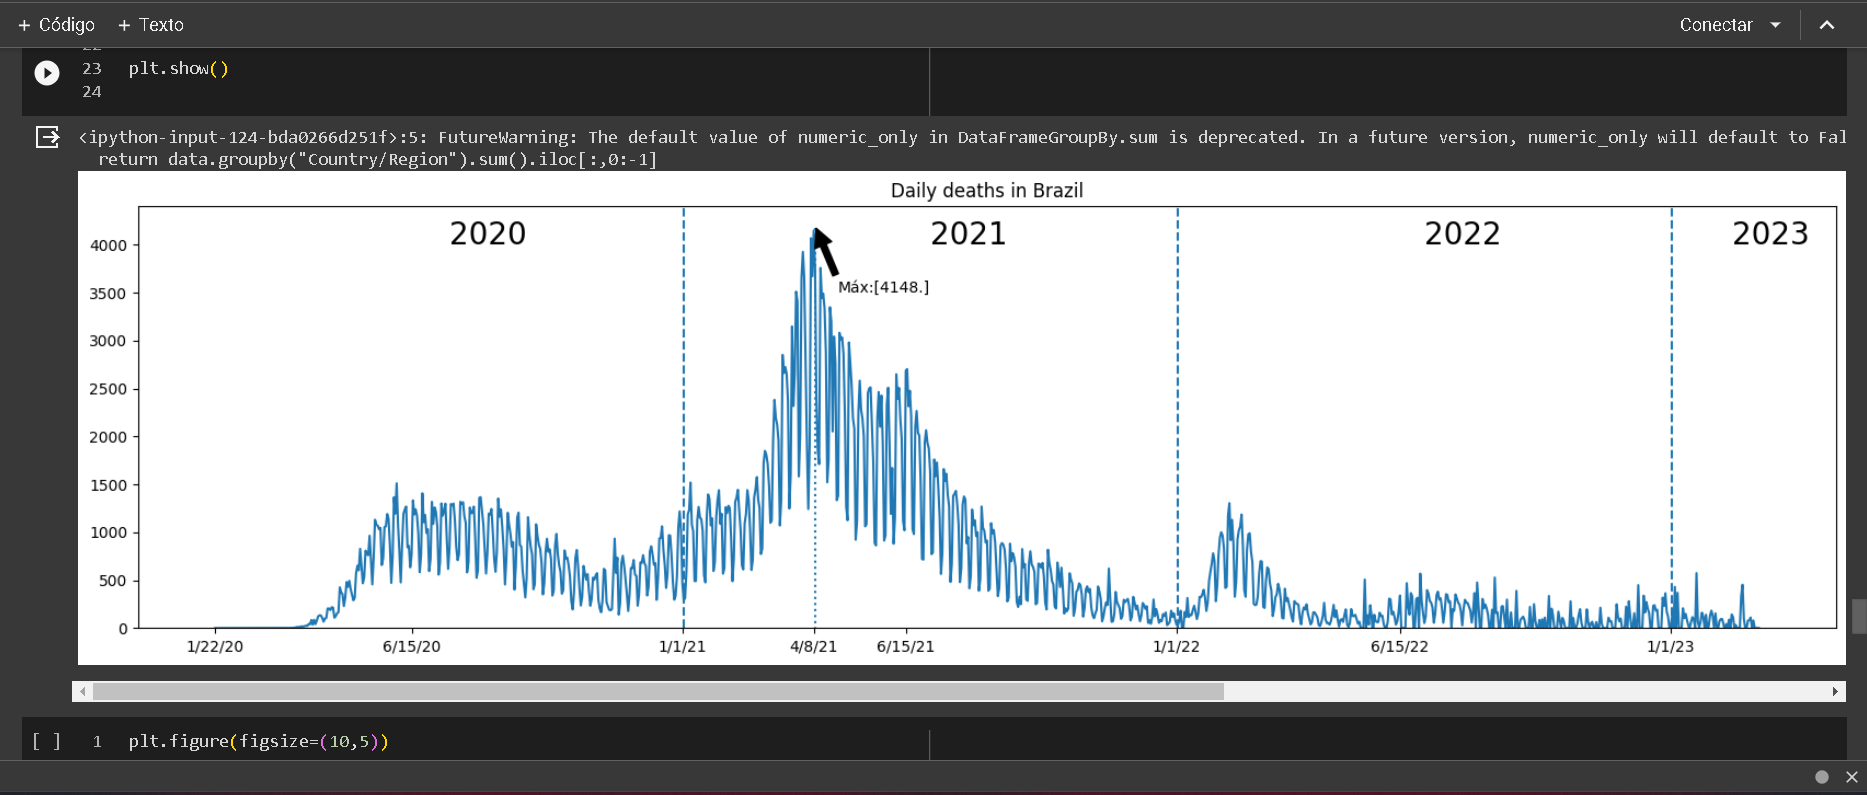 + Código + Texto Conectar
22
23 plt.show()
24
<ipython-input-124-bda0266d251f>:5: FutureWarning: The default value of numeric_only in DataFrameGroupBy.sum is deprecated. In a future version, numeric_only will default to Fal
return data.groupby("Country/Region").sum().iloc[:,0:-1]
Daily deaths in Brazil
2020 2021 2022 2023
4000
Máx:[4148.]
3500
3000
2500
2000
1500
1000
500
0
1/22/20 6/15/20 1/1/21 4/8/21 6/15/21 1/1/22 6/15/22 1/1/23
[ ] 1 plt.figure(figsize=(10,5))